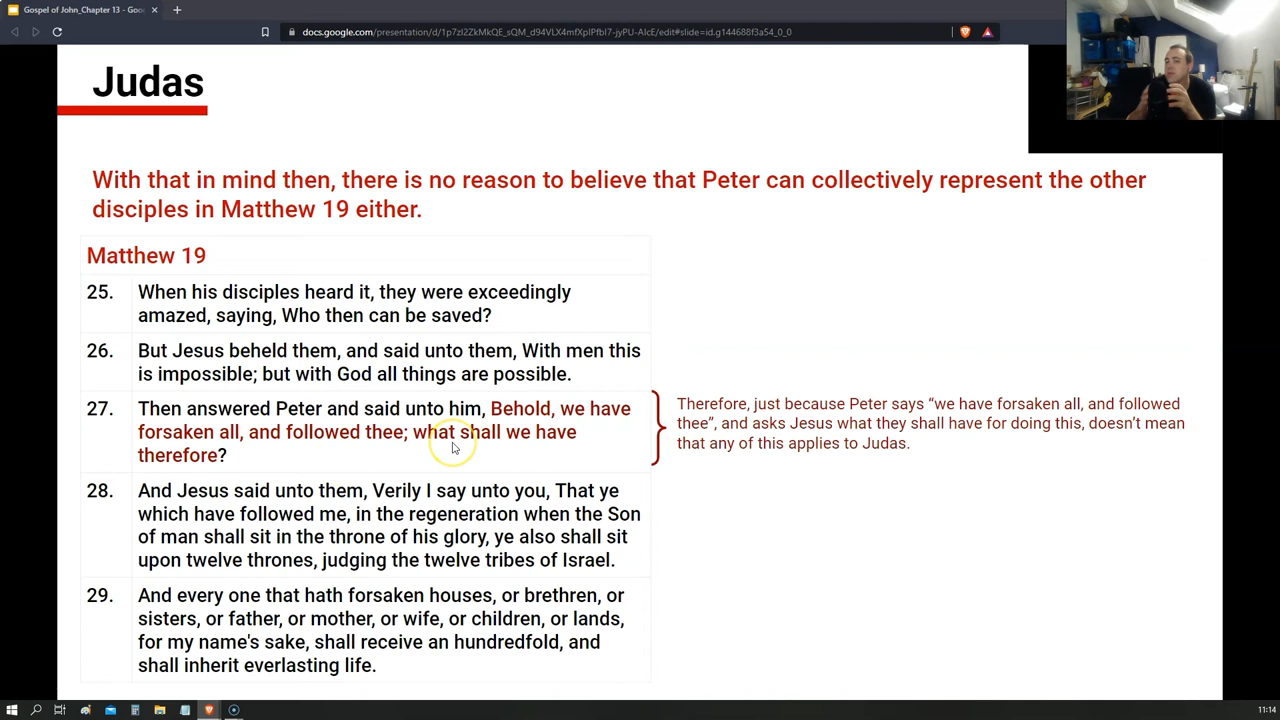 Gospel of John_Chapter 13 - Goo
docs.google.com/presentation/d/
Judas
With that in mind then, there is no reason to believe that Peter can collectively represent the other
disciples in Matthew 19 either.
Matthew 19
25. When his disciples heard it, they were exceedingly
amazed, saying, Who then can be saved?
26. But Jesus beheld them, and said unto them, With men this
is impossible; but with God all things are possible.
27. Then answered Peter and said unto him, Behold, we have
forsaken all, and followed thee; what shall we have
therefore?
Therefore, just because Peter says “we have forsaken all, and followed
thee”, and asks Jesus what they shall have for doing this, doesn’t mean
that any of this applies to Judas.
28. And Jesus said unto them, Verily I say unto you, That ye
which have followed me, in the regeneration when the Son
of man shall sit in the throne of his glory, ye also shall sit
upon twelve thrones, judging the twelve tribes of Israel.
29. And every one that hath forsaken houses, or brethren, or
sisters, or father, or mother, or wife, or children, or lands,
for my name's sake, shall receive an hundredfold, and
shall inherit everlasting life.
11:14